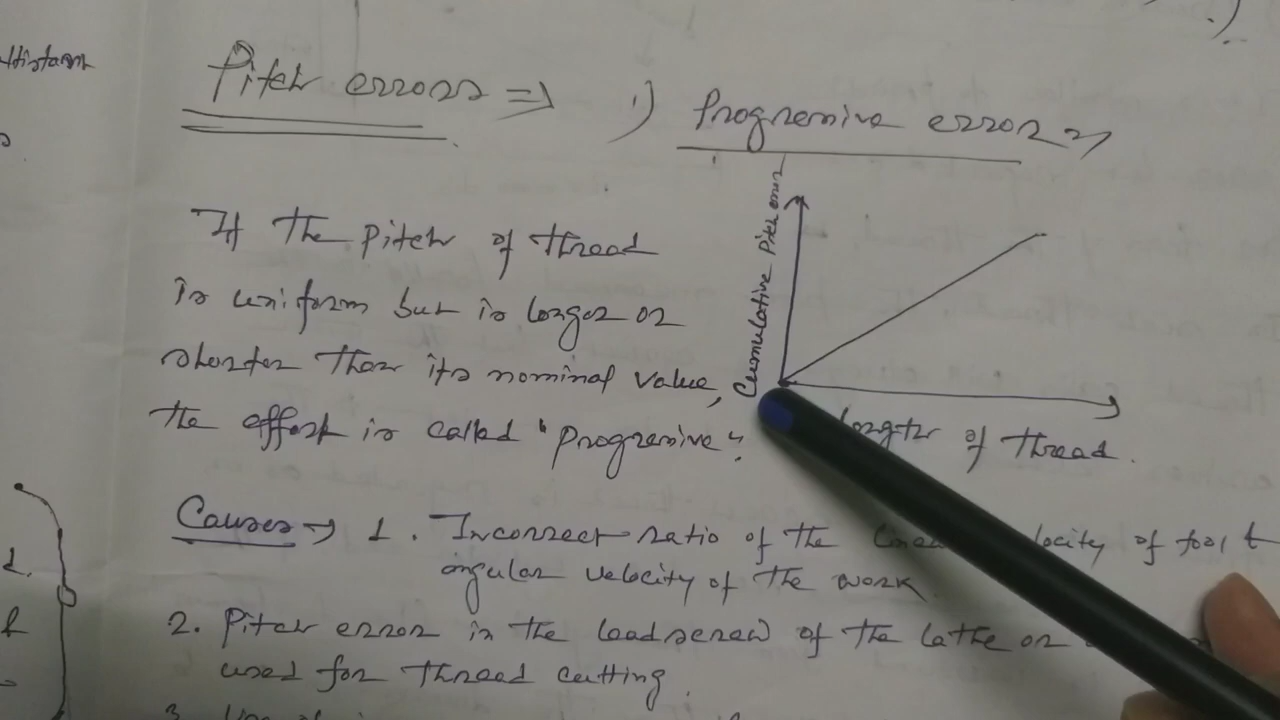 Pitch errors ⇒ i) Progressive error ⇒
Cumulative Pitch error
If the pitch of thread
is uniform but is longer or
shorter than its nominal value,
the effect is called "Progressive".
length of thread.
Causes → 1. Incorrect ratio of the
of tool &
angular velocity of the work
2. Pitch error in the leadscrew of the lathe or
used for thread cutting.
3.